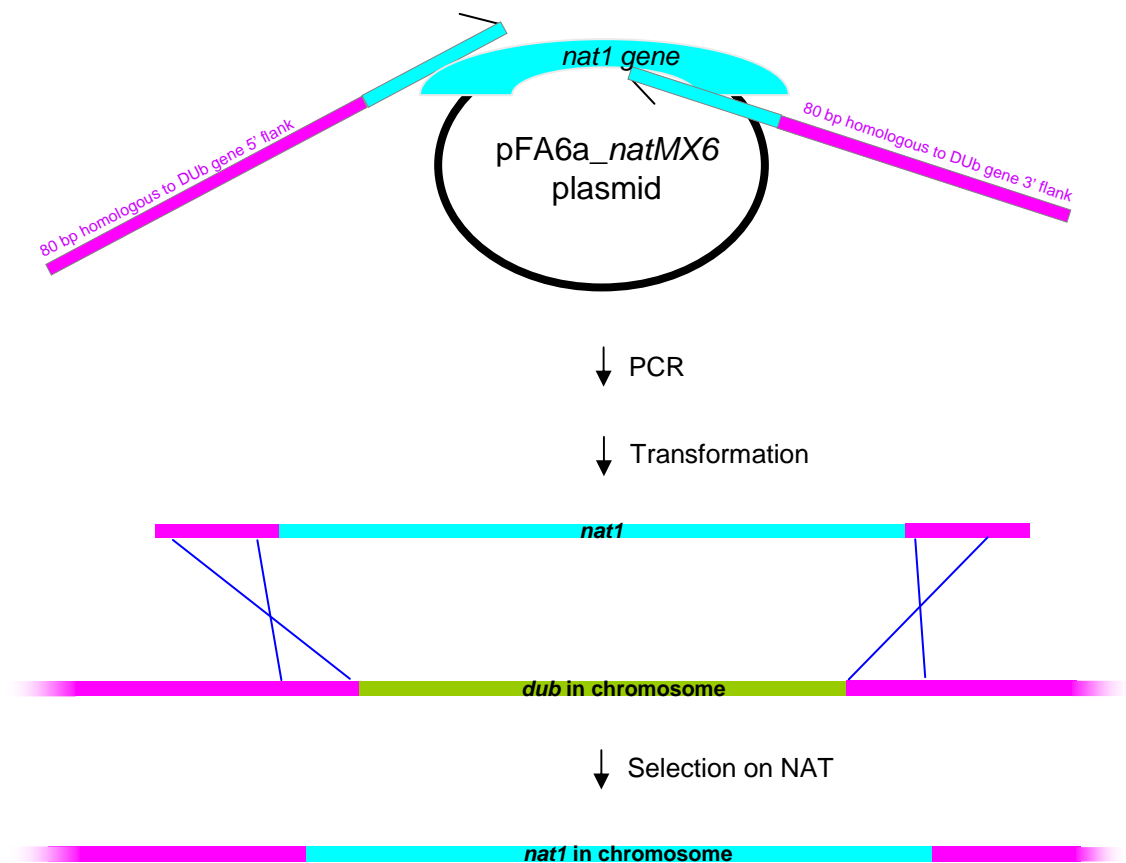 nat1 gene
80 bp homologous to DUb gene 5' flank
80 bp homologous to DUb gene 3' flank
pFA6a_natMX6
plasmid
PCR
Transformation
nat1
dub in chromosome
Selection on NAT
nat1 in chromosome